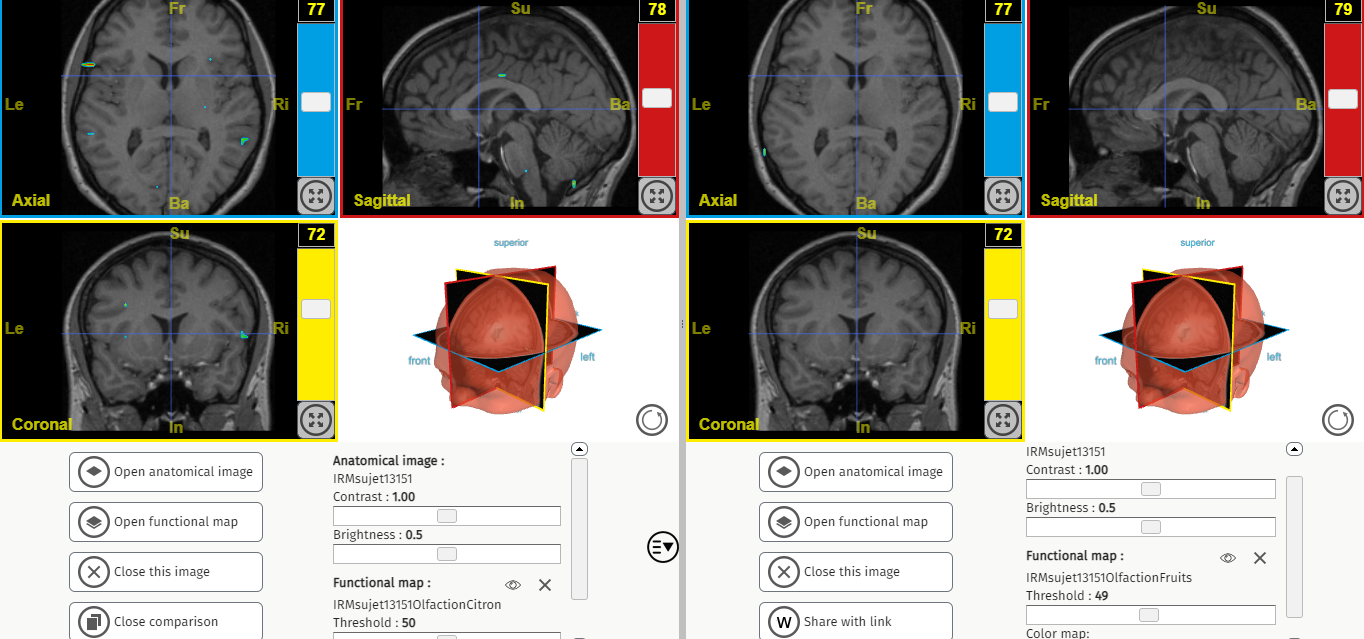 Fr
77
Le
Ri
Axial
Ba
Su
78
Fr
Ba
Sagittal
In
Fr
77
Le
Ri
Axial
Ba
Su
79
Fr
Ba
Sagittal
In
Su
72
Le
Ri
Coronal
In
superior
front
left
Su
72
Le
Ri
Coronal
In
superior
front
left
Open anatomical image
Open functional map
Close this image
Close comparison
Anatomical image :
IRMsujet13151
Contrast : 1.00
Brightness : 0.5
Functional map :
IRMsujet13151OlfactionCitron
Threshold : 50
Open anatomical image
Open functional map
Close this image
W Share with link
IRMsujet13151
Contrast : 1.00
Brightness : 0.5
Functional map :
IRMsujet13151OlfactionFruits
Threshold : 49
Color map: